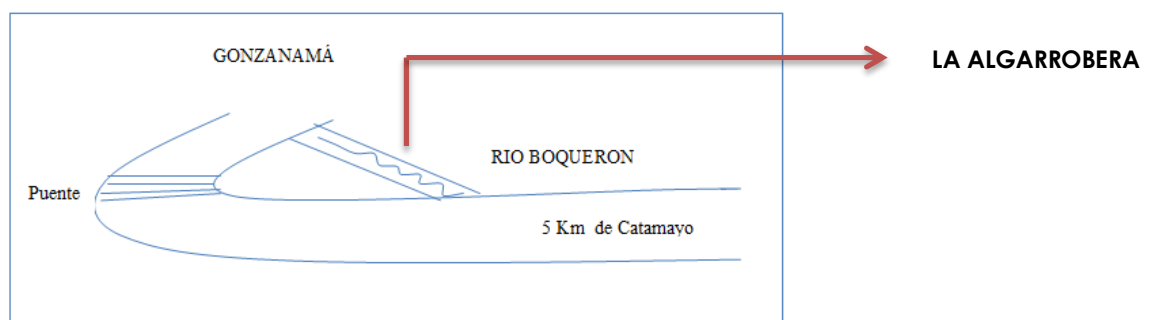 GONZANAMÁ
LA ALGARROBERA
RIO BOQUERON
Puente
5 Km de Catamayo